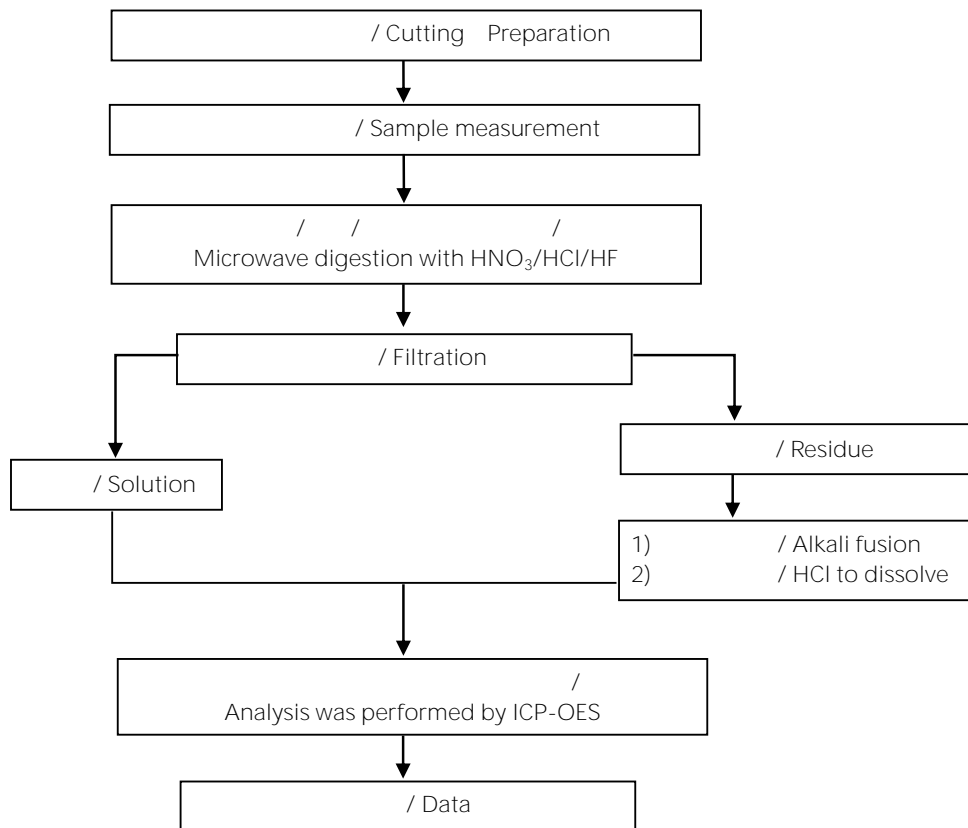 / Cutting Preparation
/ Sample measurement
/ / /
Microwave digestion with HNO₃/HCl/HF
/ Filtration
/ Solution
/ Residue
1) / Alkali fusion
2) / HCl to dissolve
/
Analysis was performed by ICP-OES
/ Data